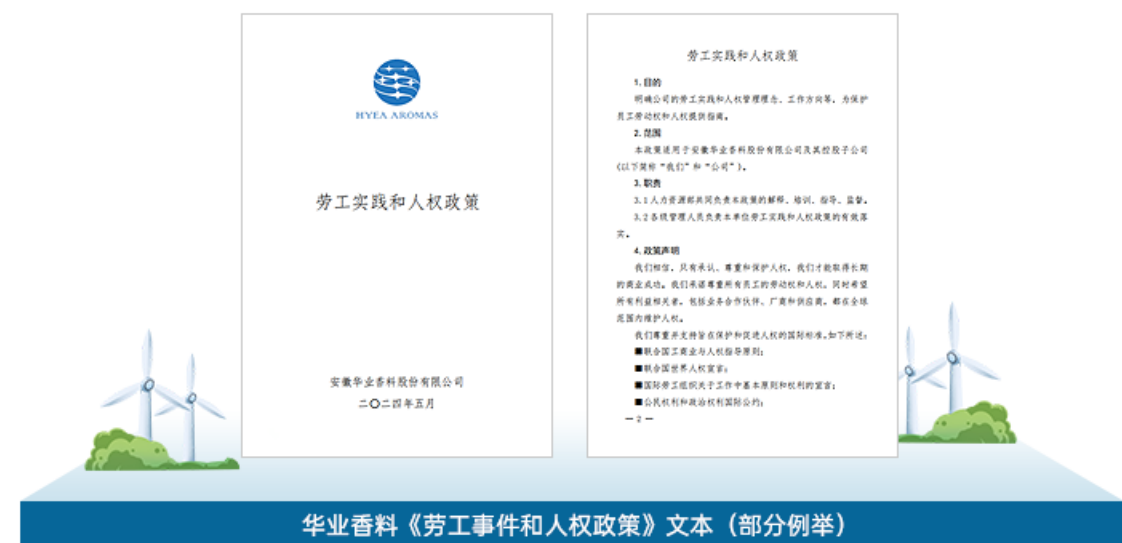 HYEA AROMAS
劳工实践和人权政策
安徽华业香料股份有限公司
二〇二四年五月
劳工实践和人权政策
1. 目的
明确公司的劳工实践和人权管理理念、工作方向等，为保护
员工劳动权和人权提供指南。
2. 范围
本政策适用于安徽华业香料股份有限公司及其控股子公司
（以下简称“我们”和“公司”）。
3. 职责
3.1 人力资源部共同负责本政策的解释、培训、指导、监督。
3.2 各级管理人员负责本单位劳工实践和人权政策的有效落
实。
4. 政策声明
我们相信，只有承认、尊重和保护人权，我们才能取得长期
的商业成功。我们承诺尊重所有员工的劳动权和人权。同时希望
所有利益相关者，包括业务合作伙伴、厂商和供应商，都在全球
范围内维护人权。
我们尊重并支持旨在保护和促进人权的国际标准。如下所述：
■联合国工商业与人权指导原则；
■联合国世界人权宣言；
■国际劳工组织关于工作中基本原则和权利的宣言；
■公民权利和政治权利国际公约；
— 2 —
华业香料《劳工事件和人权政策》文本（部分例举）